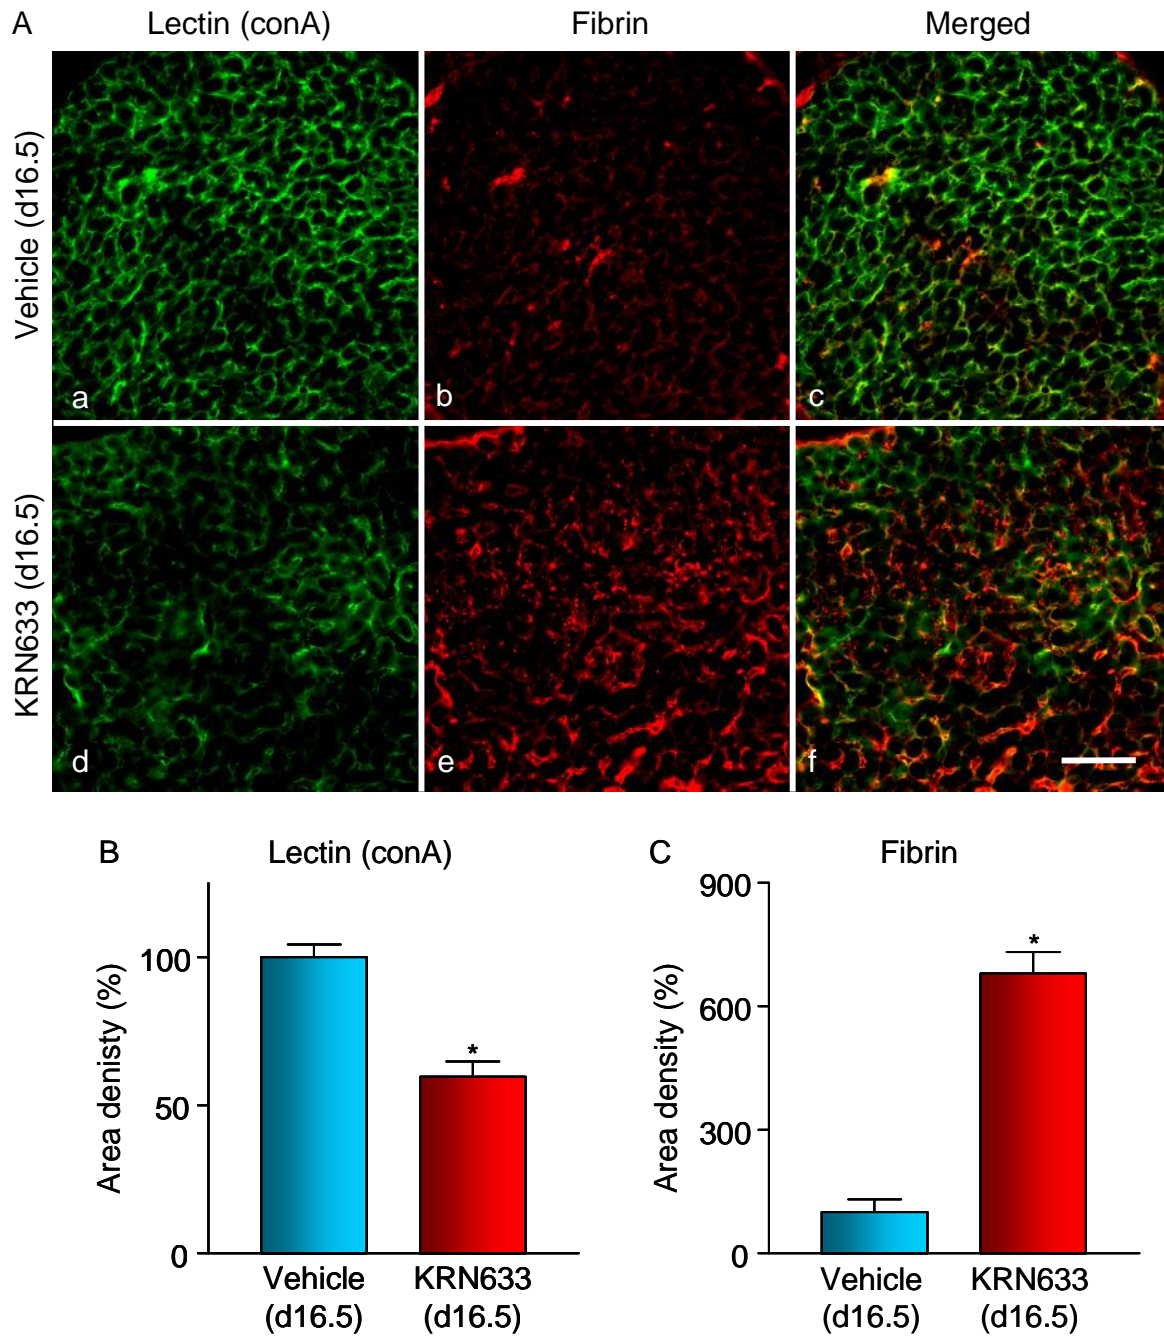 A
Lectin (conA)
Fibrin
Merged
Vehicle (d16.5)
a
b
c
KRN633 (d16.5)
d
e
f
B
Lectin (conA)
Area denisty (%)
100
50
0
*
Vehicle
(d16.5)
KRN633
(d16.5)
C
Fibrin
Area density (%)
900
600
300
0
*
Vehicle
(d16.5)
KRN633
(d16.5)